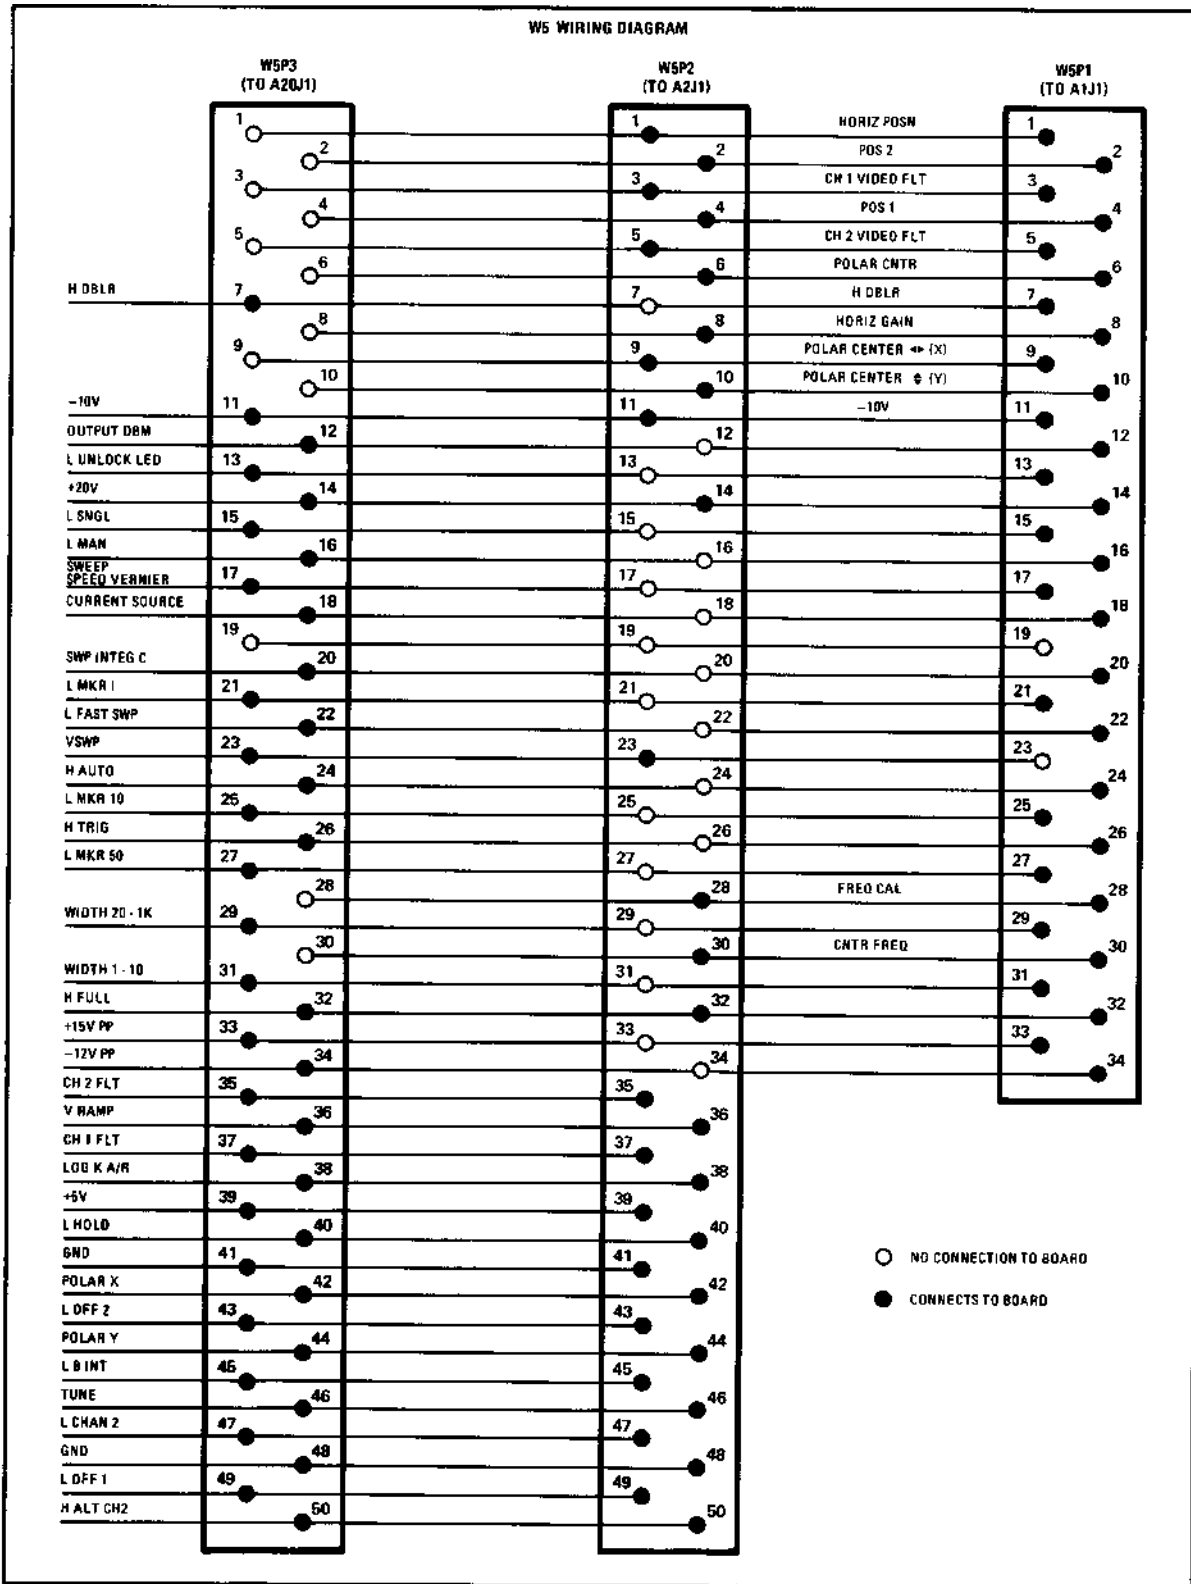 W5 WIRING DIAGRAM
W5P3
(TO A20J1)
W5P2
(TO A2J1)
W5P1
(TO A1J1)
1 1 HORIZ POSN 1
2 2 POS 2 2
3 3 CH 1 VIDEO FLT 3
4 4 POS 1 4
5 5 CH 2 VIDEO FLT 5
6 6 POLAR CNTR 6
H DBLR 7 7 H DBLR 7
8 8 HORIZ GAIN 8
9 9 POLAR CENTER ◂▸ (X) 9
10 10 POLAR CENTER ⬍ (Y) 10
-10V 11 11 -10V 11
OUTPUT DBM 12 12 12
L UNLOCK LED 13 13 13
+20V 14 14 14
L SNGL 15 15 15
L MAN 16 16 16
SWEEP
SPEED VERNIER 17 17 17
CURRENT SOURCE 18 18 18
19 19 19
SWP INTEG C 20 20 20
L MKR 1 21 21 21
L FAST SWP 22 22 22
VSWP 23 23 23
H AUTO 24 24 24
L MKR 10 25 25 25
H TRIG 26 26 26
L MKR 50 27 27 27
28 28 FREQ CAL 28
WIDTH 20 - 1K 29 29 29
30 30 CNTR FREQ 30
WIDTH 1 - 10 31 31 31
H FULL 32 32 32
+15V PP 33 33 33
-12V PP 34 34 34
CH 2 FLT 35 35
V RAMP 36 36
CH 1 FLT 37 37
LOG K A/R 38 38
+5V 39 39
L HOLD 40 40
GND 41 41
POLAR X 42 42
L OFF 2 43 43
POLAR Y 44 44
L B INT 45 45
TUNE 46 46
L CHAN 2 47 47
GND 48 48
L OFF 1 49 49
H ALT CH2 50 50
NO CONNECTION TO BOARD
CONNECTS TO BOARD